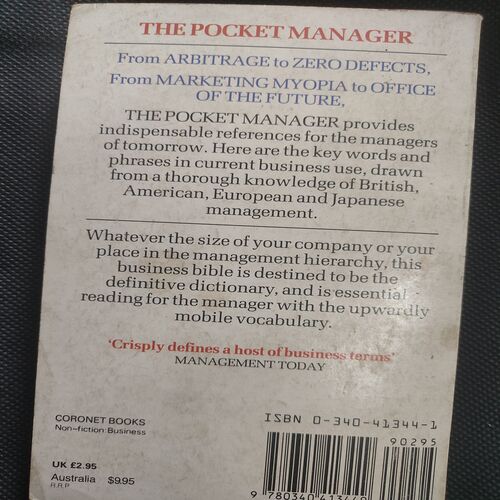 THE POCKET MANAGER
From ARBITRAGE to ZERO DEFECTS,
From MARKETING MYOPIA to OFFICE
OF THE FUTURE,
THE POCKET MANAGER provides
indispensable references for the managers
of tomorrow. Here are the key words and
phrases in current business use, drawn
from a thorough knowledge of British,
American, European and Japanese
management.
Whatever the size of your company or your
place in the management hierarchy, this
business bible is destined to be the
definitive dictionary, and is essential
reading for the manager with the upwardly
mobile vocabulary.
'Crisply defines a host of business terms'
MANAGEMENT TODAY
CORONET BOOKS
Non-fiction:Business
UK £2.95
Australia $9.95
R.R.P.
ISBN 0-340-41344-1
90295
9 780340 413449